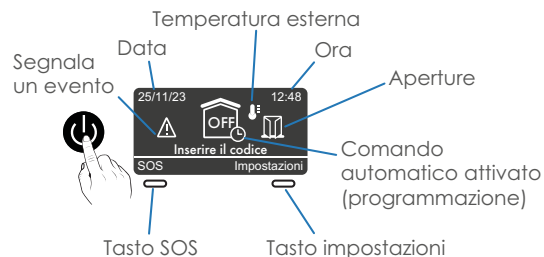 Temperatura esterna
Data
Ora
Segnala
un evento
Aperture
25/11/23
12:48
OFF
Inserire il codice
SOS
Impostazioni
Comando
automatico attivato
(programmazione)
Tasto SOS
Tasto impostazioni